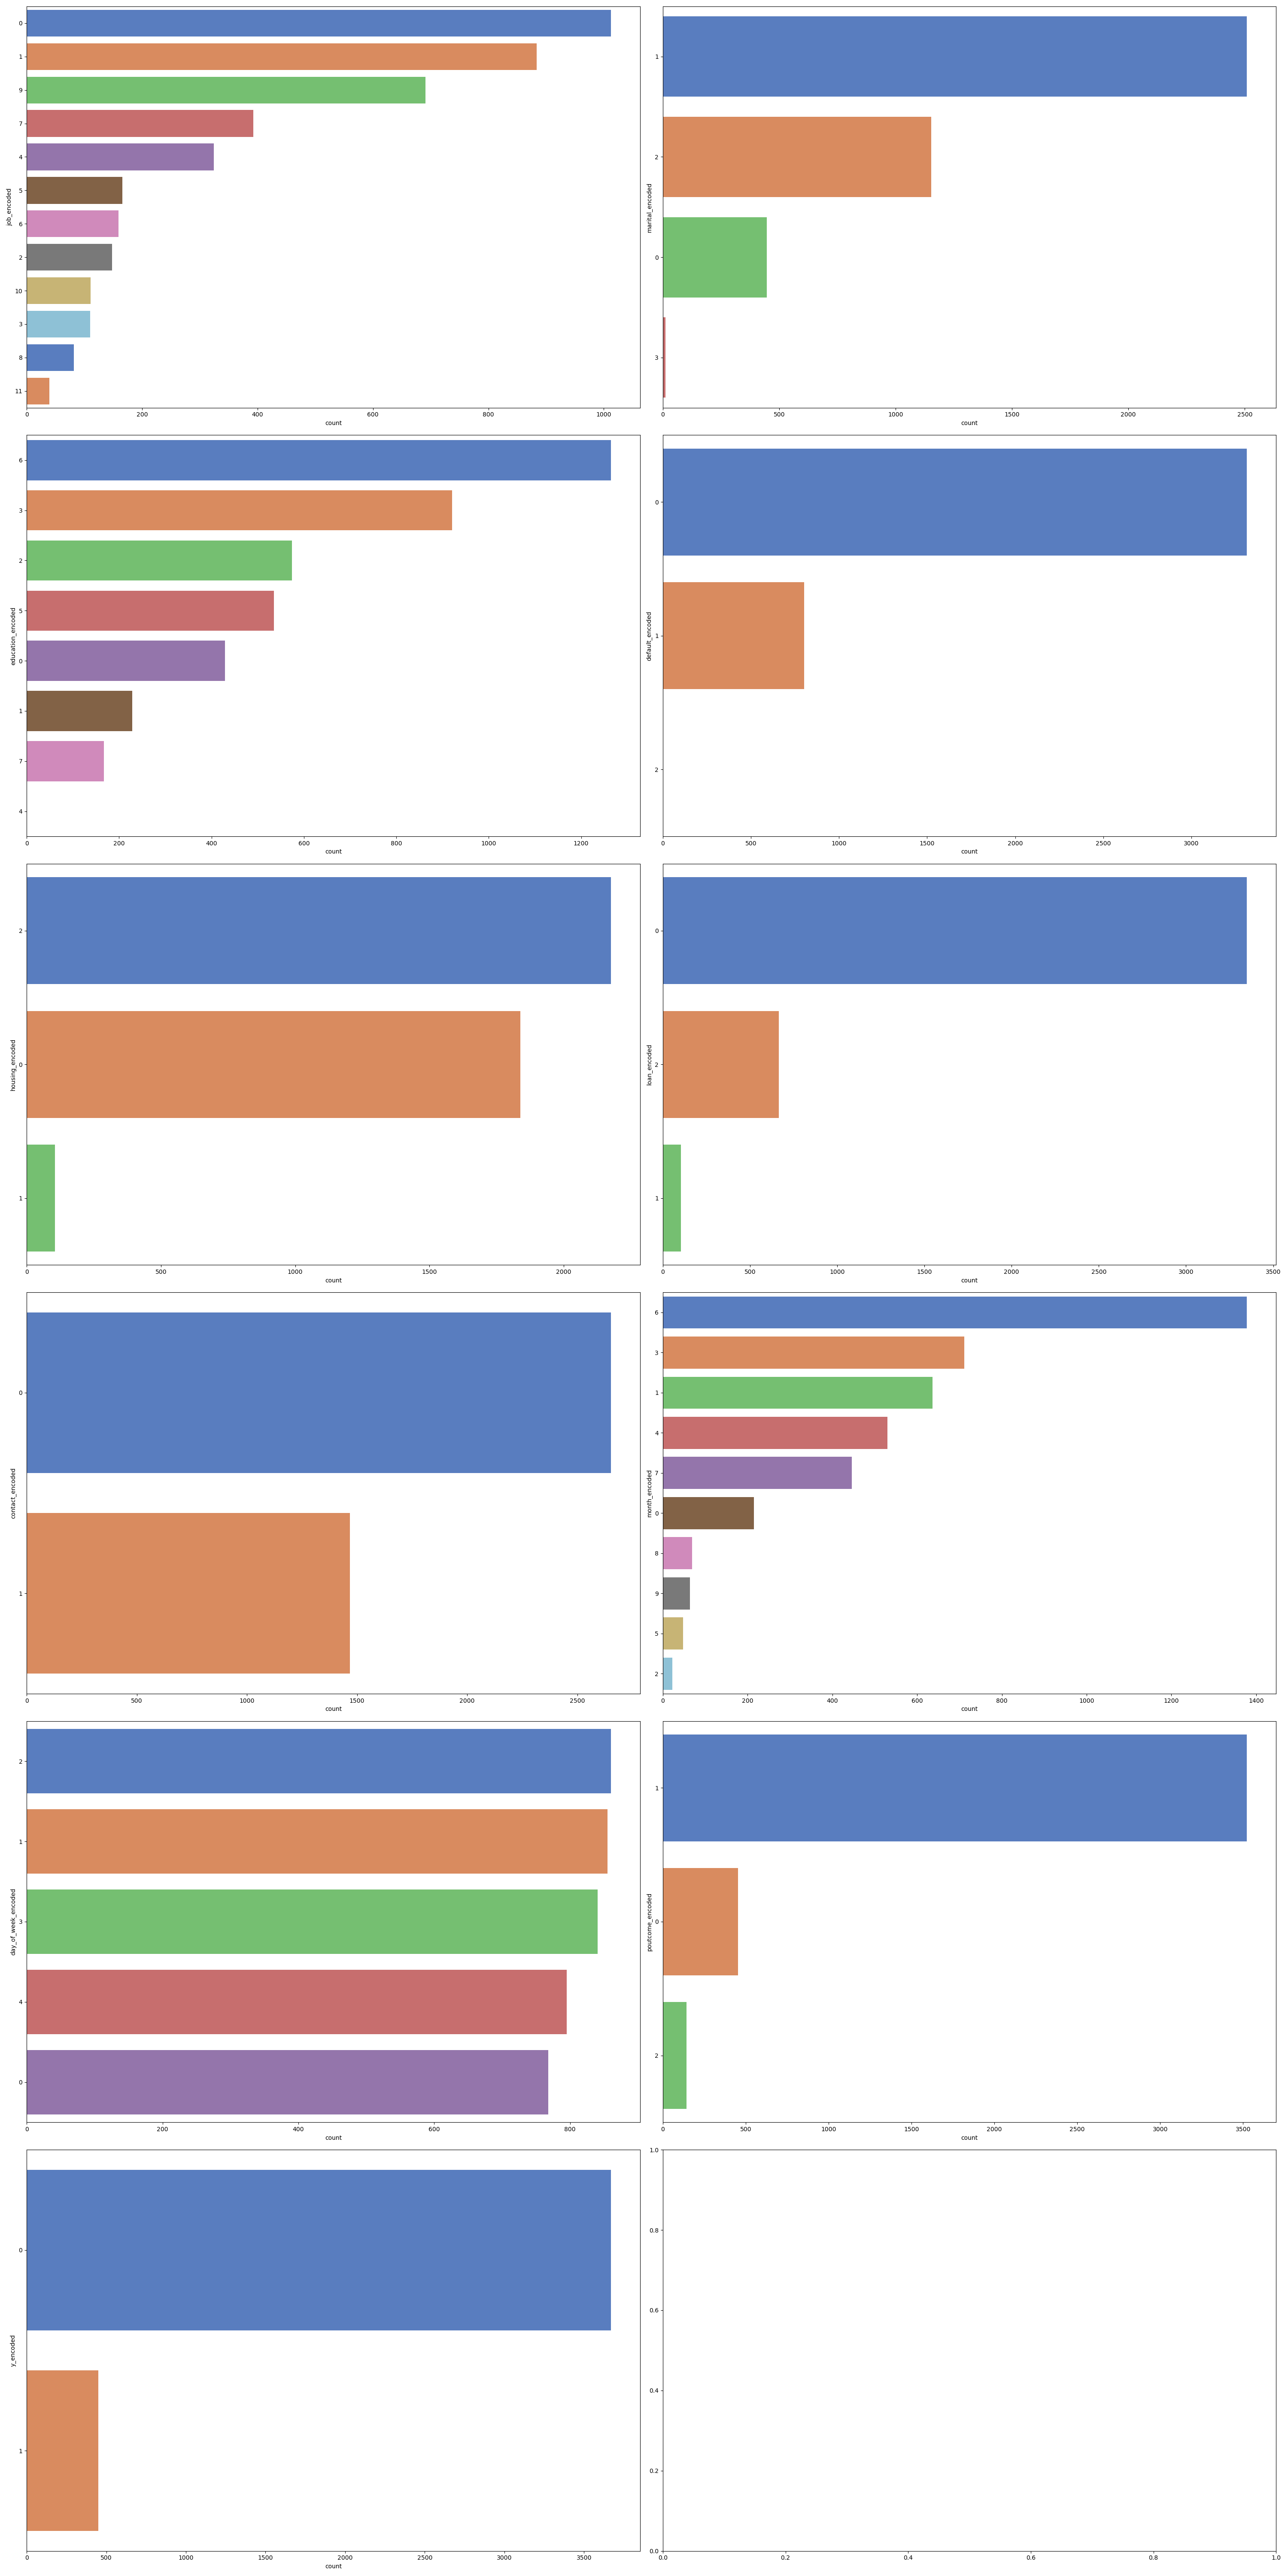 job_encoded
0
1
9
7
4
5
6
2
10
3
8
11
0 200 400 600 800 1000
count
marital_encoded
1
2
0
3
0 500 1000 1500 2000 2500
count
education_encoded
6
3
2
5
0
1
7
4
0 200 400 600 800 1000 1200
count
default_encoded
0
1
2
0 500 1000 1500 2000 2500 3000
count
housing_encoded
2
0
1
0 500 1000 1500 2000
count
loan_encoded
0
2
1
0 500 1000 1500 2000 2500 3000 3500
count
contact_encoded
0
1
0 500 1000 1500 2000 2500
count
month_encoded
6
3
1
4
7
0
8
9
5
2
0 200 400 600 800 1000 1200 1400
count
day_of_week_encoded
2
1
3
4
0
0 200 400 600 800
count
poutcome_encoded
1
0
2
0 500 1000 1500 2000 2500 3000 3500
count
y_encoded
0
1
0 500 1000 1500 2000 2500 3000 3500
count
1.0
0.8
0.6
0.4
0.2
0.0
0.0 0.2 0.4 0.6 0.8 1.0